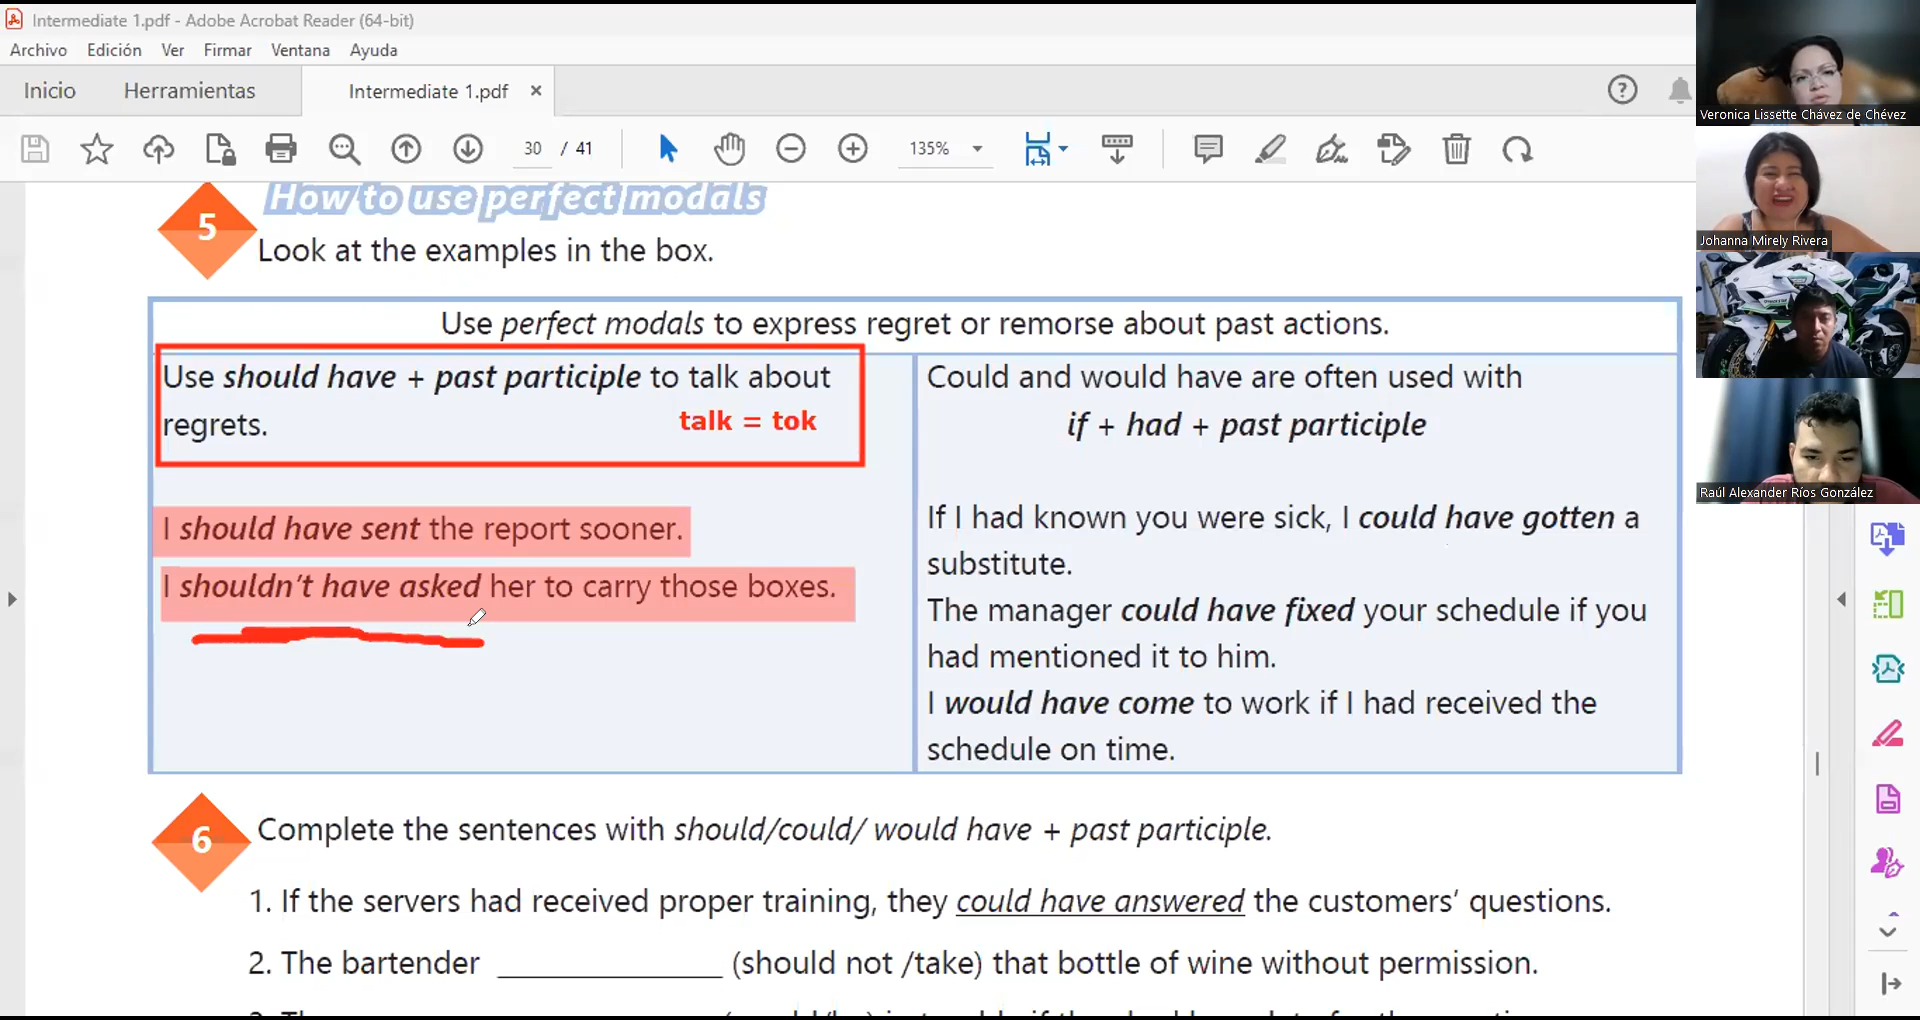 Intermediate 1.pdf - Adobe Acrobat Reader (64-bit)
Archivo Edición Ver Firmar Ventana Ayuda
Inicio Herramientas Intermediate 1.pdf ×
30 / 41 135%
5 How to use perfect modals
Look at the examples in the box.
Use perfect modals to express regret or remorse about past actions.
Use should have + past participle to talk about
regrets.
talk = tok
I should have sent the report sooner.
I shouldn't have asked her to carry those boxes.
Could and would have are often used with
if + had + past participle
If I had known you were sick, I could have gotten a
substitute.
The manager could have fixed your schedule if you
had mentioned it to him.
I would have come to work if I had received the
schedule on time.
6 Complete the sentences with should/could/ would have + past participle.
1. If the servers had received proper training, they could have answered the customers' questions.
2. The bartender ______________ (should not /take) that bottle of wine without permission.
Veronica Lissette Chávez de Chévez
Johanna Mirely Rivera
Raúl Alexander Ríos González